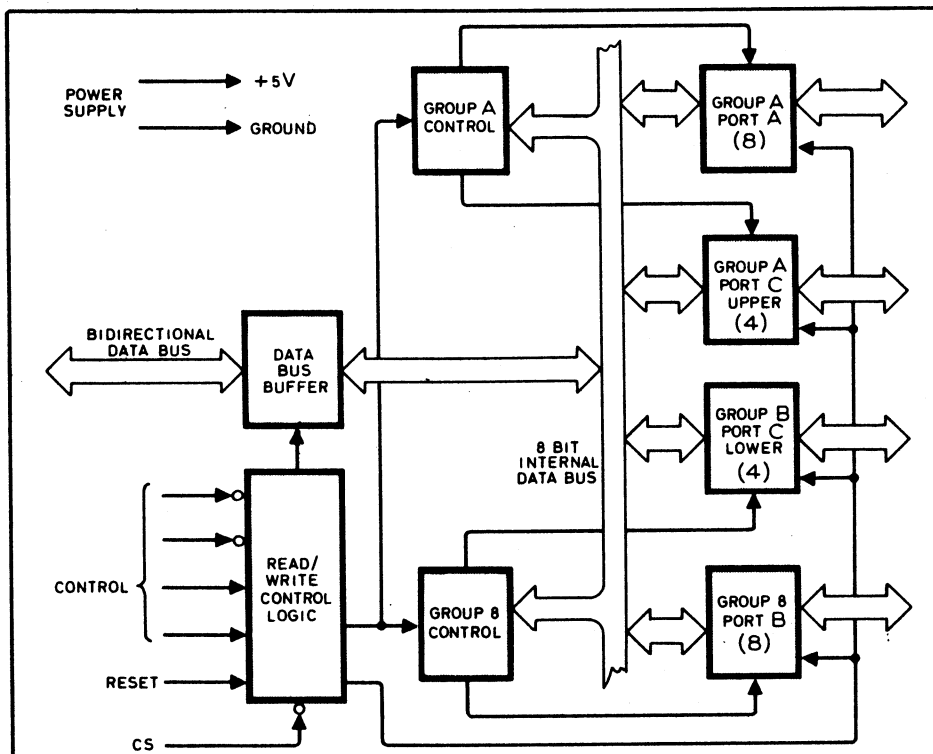 POWER
SUPPLY
+5V
GROUND
GROUP A
CONTROL
GROUP A
PORT A
(8)
GROUP A
PORT C
UPPER
(4)
BIDIRECTIONAL
DATA BUS
DATA
BUS
BUFFER
GROUP B
PORT C
LOWER
(4)
8 BIT
INTERNAL
DATA BUS
CONTROL
READ/
WRITE
CONTROL
LOGIC
GROUP 8
CONTROL
GROUP 8
PORT B
(8)
RESET
CS